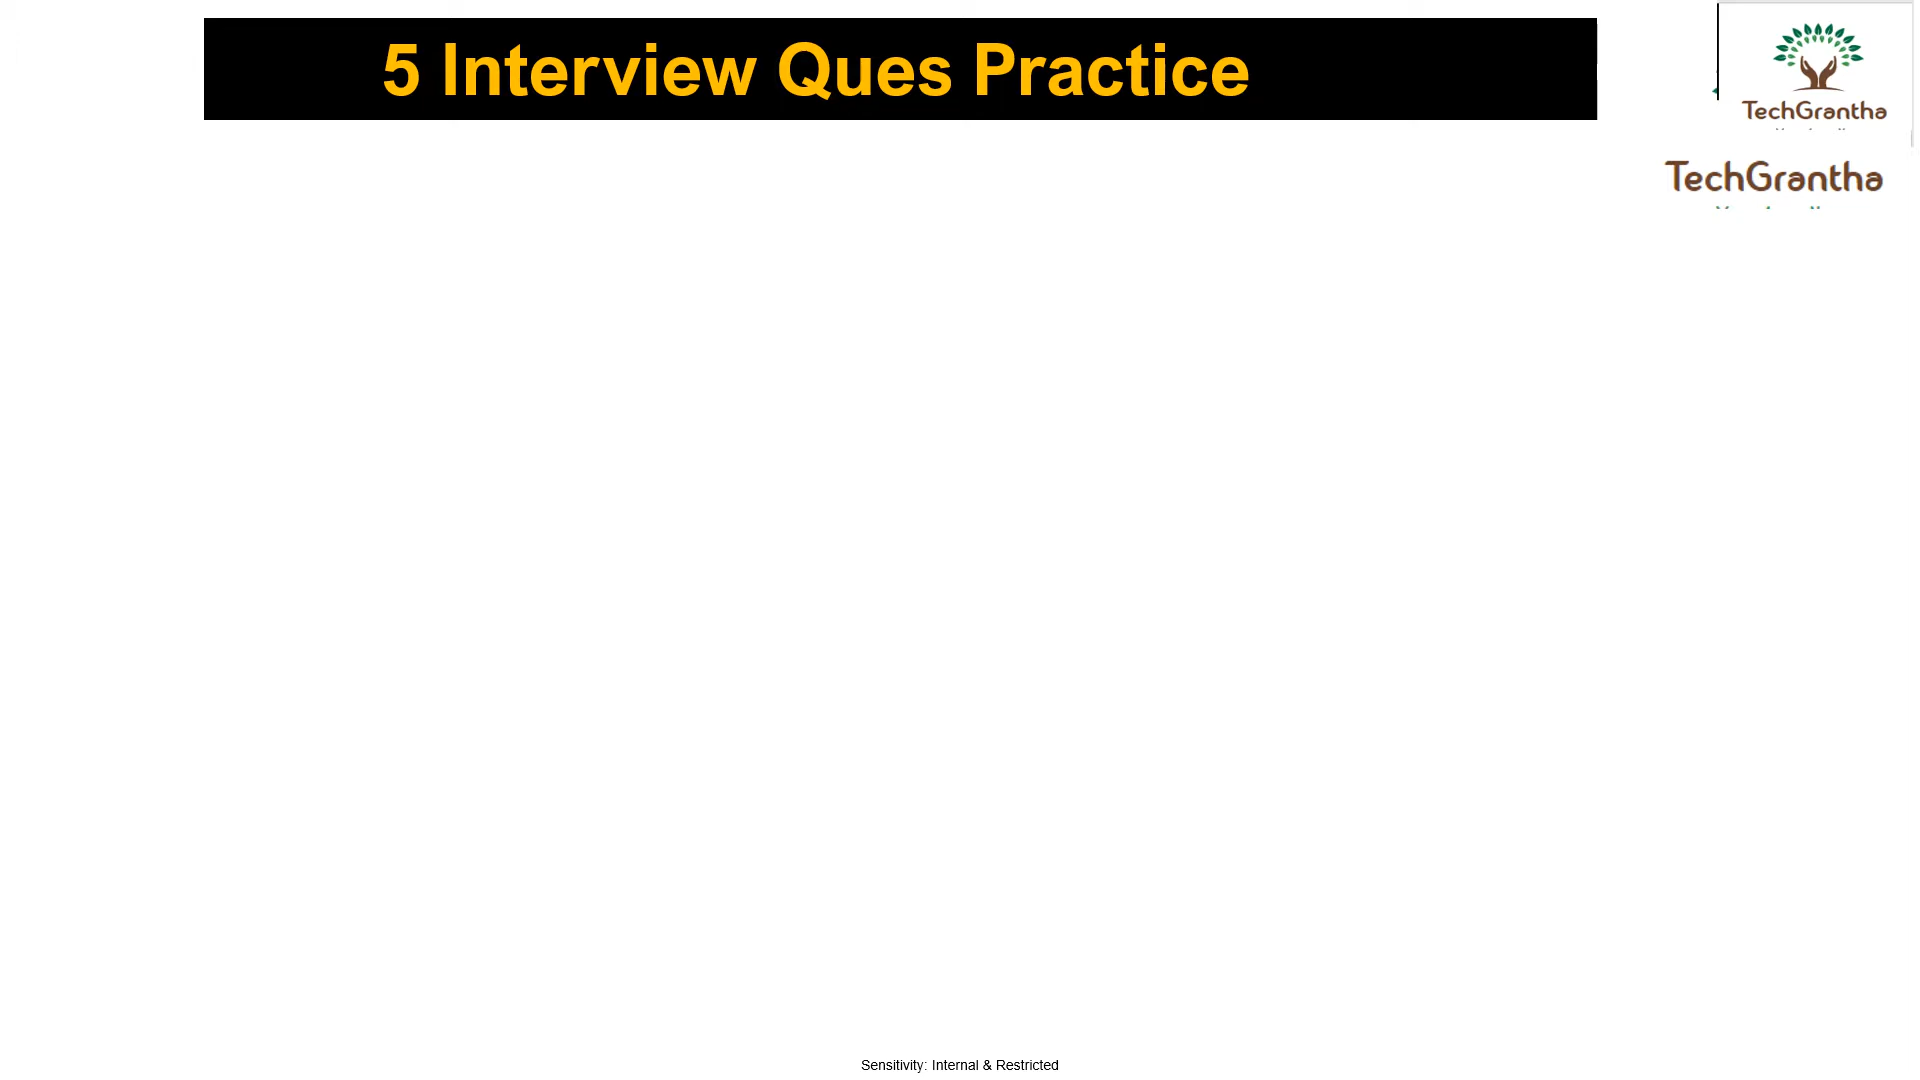 5 Interview Ques Practice
TechGrantha
TechGrantha
Sensitivity: Internal & Restricted